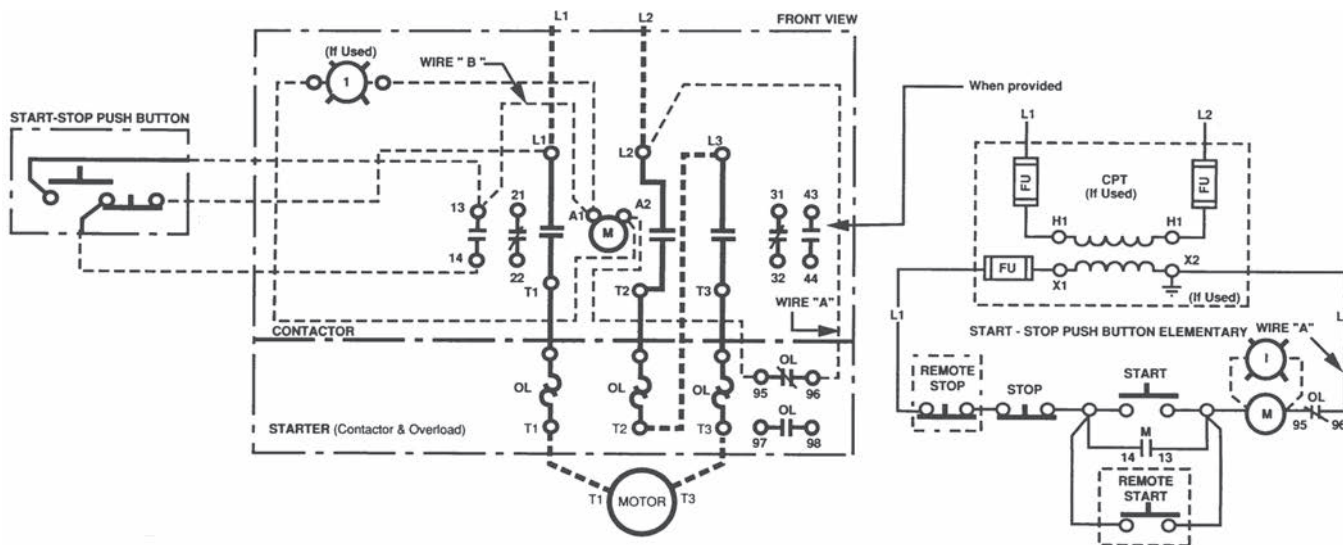 L1
L2
FRONT VIEW
(If Used)
1
WIRE " B "
When provided
START-STOP PUSH BUTTON
L1
L2
L3
L1
L2
FU
CPT
(If Used)
FU
13
21
A1
A2
M
31
43
H1
H1
14
22
32
44
FU
X1
X2
(If Used)
T1
T2
T3
WIRE "A"
L1
L
CONTACTOR
START - STOP PUSH BUTTON ELEMENTARY
WIRE "A"
I
REMOTE
STOP
STOP
START
OL
OL
OL
OL
95
96
M
OL
95
96
OL
97
98
M
14
13
STARTER (Contactor & Overload)
T1
T2
T3
REMOTE
START
T1
MOTOR
T3